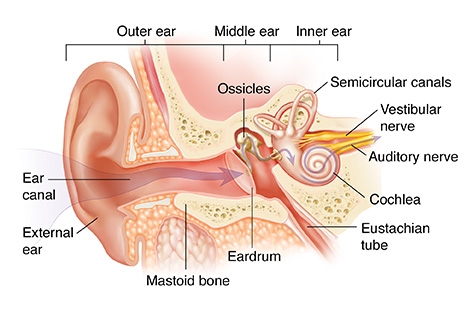 Outer ear
Middle ear
Inner ear
Ossicles
Semicircular canals
Vestibular
nerve
Auditory nerve
Ear
canal
Cochlea
External
ear
Eustachian
tube
Eardrum
Mastoid bone